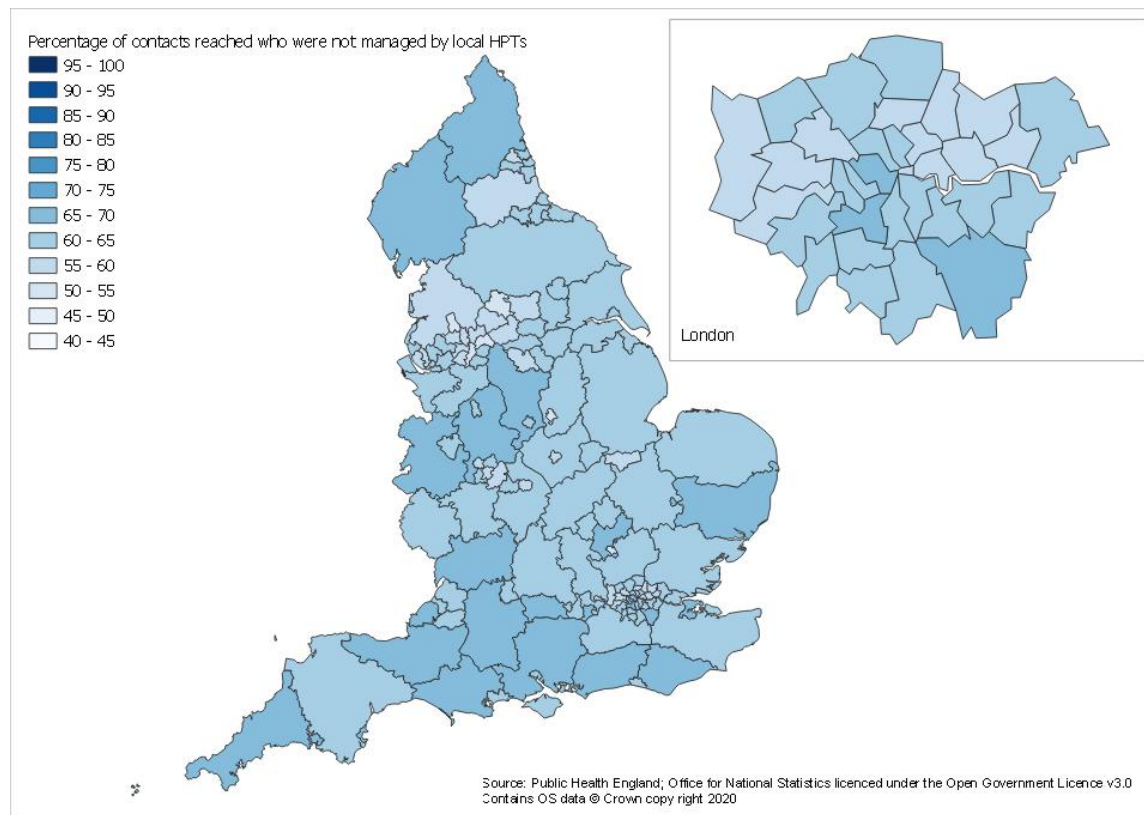 Percentage of contacts reached who were not managed by local HPTs
95 - 100
90 - 95
85 - 90
80 - 85
75 - 80
70 - 75
65 - 70
60 - 65
55 - 60
50 - 55
45 - 50
40 - 45
London
Source: Public Health England; Office for National Statistics licenced under the Open Government Licence v3.0
Contains OS data © Crown copy right 2020